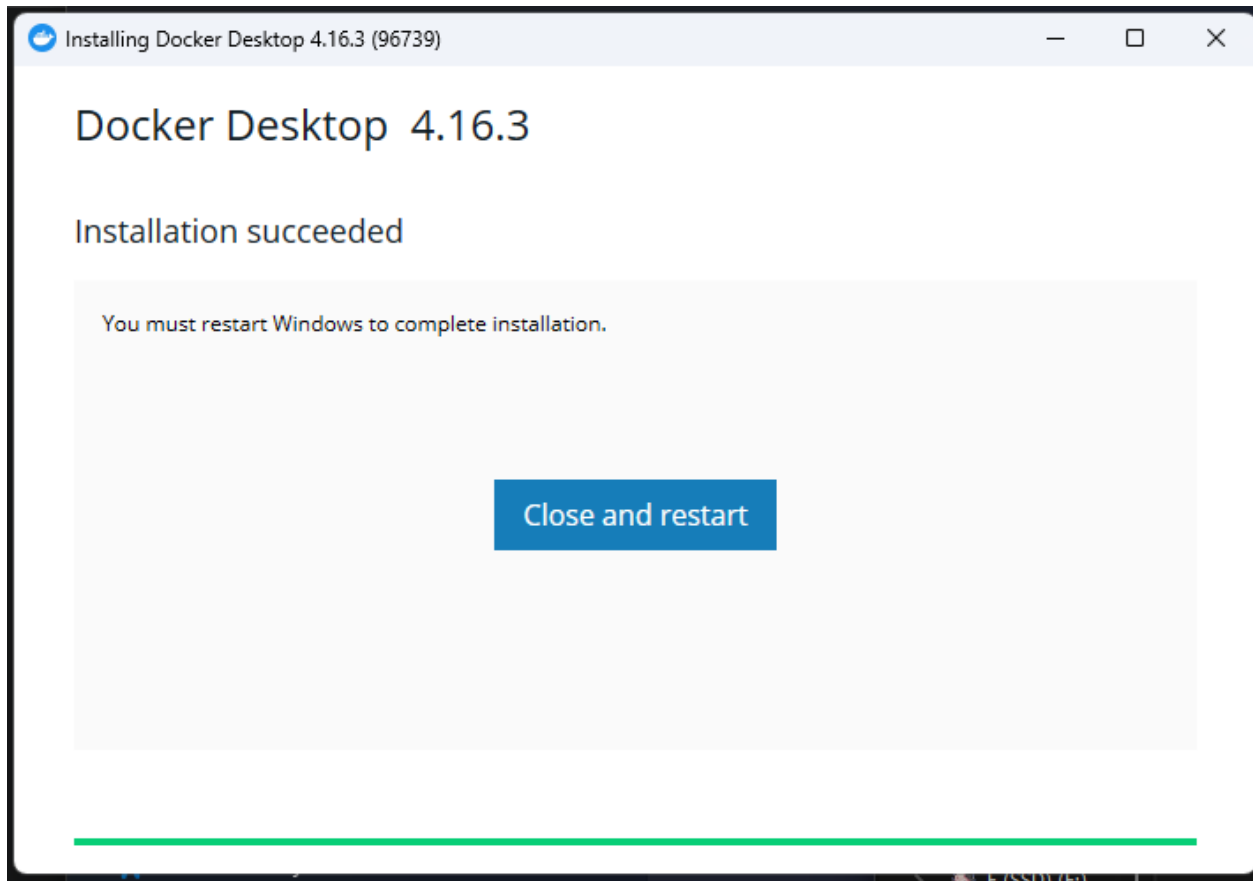 Installing Docker Desktop 4.16.3 (96739)
Docker Desktop 4.16.3
Installation succeeded
You must restart Windows to complete installation.
Close and restart